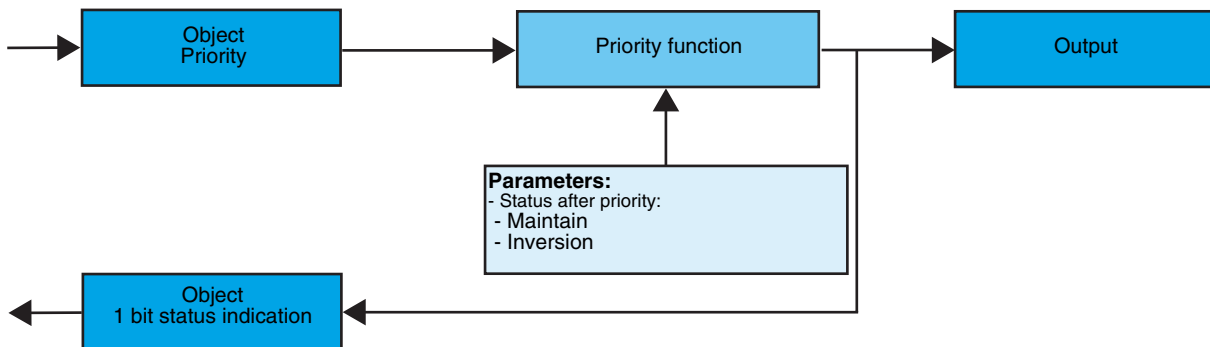 Object
Priority
Priority function
Output
Parameters:
- Status after priority:
- Maintain
- Inversion
Object
1 bit status indication